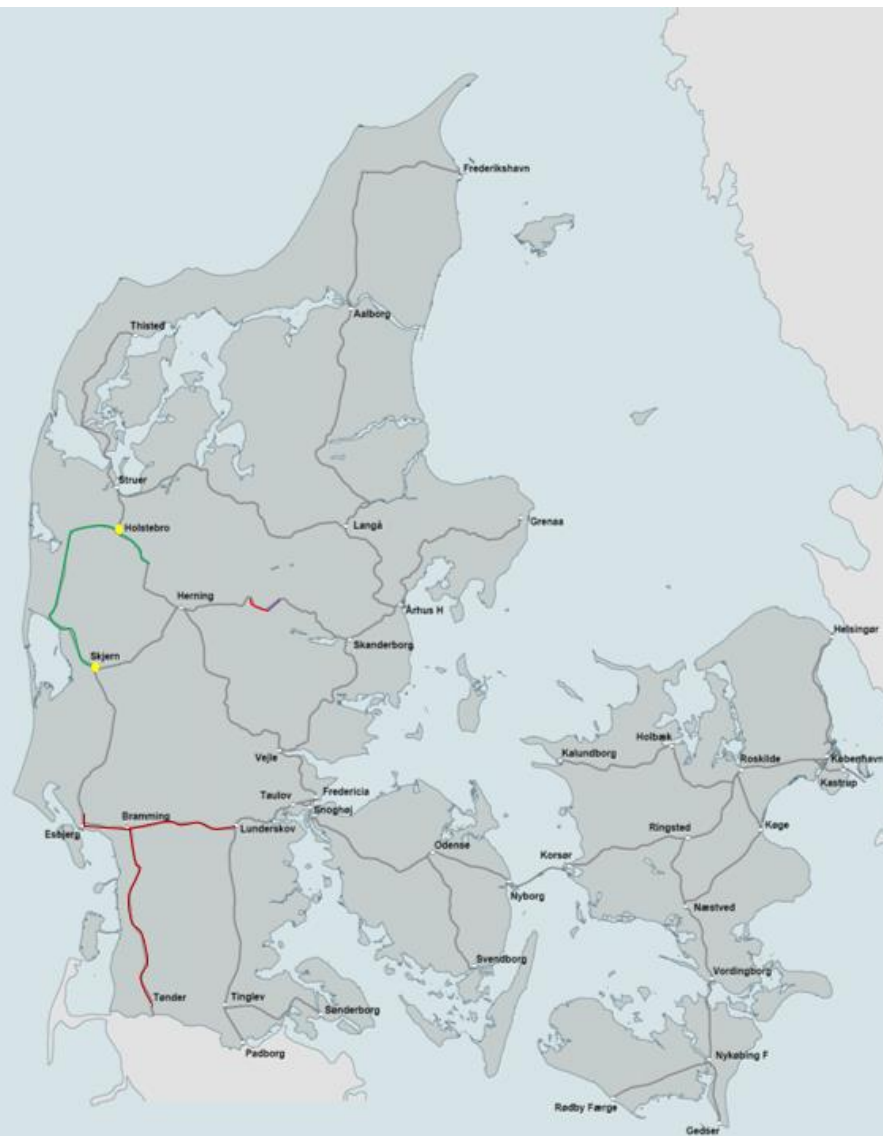 Frederikshavn
Aalborg
Thisted
Struer
Holstebro
Langå
Grenaa
Herning
Århus H
Skanderborg
Helsingør
Skjern
Vejle
Holbæk
Kalundborg
Roskilde
København
Kastrup
Taulov
Fredericia
Snoghøj
Esbjerg
Bramming
Lunderskov
Ringsted
Køge
Odense
Korsør
Nyborg
Næstved
Svendborg
Vordingborg
Tønder
Tinglev
Sønderborg
Padborg
Nykøbing F
Rødby Færge
Gedser